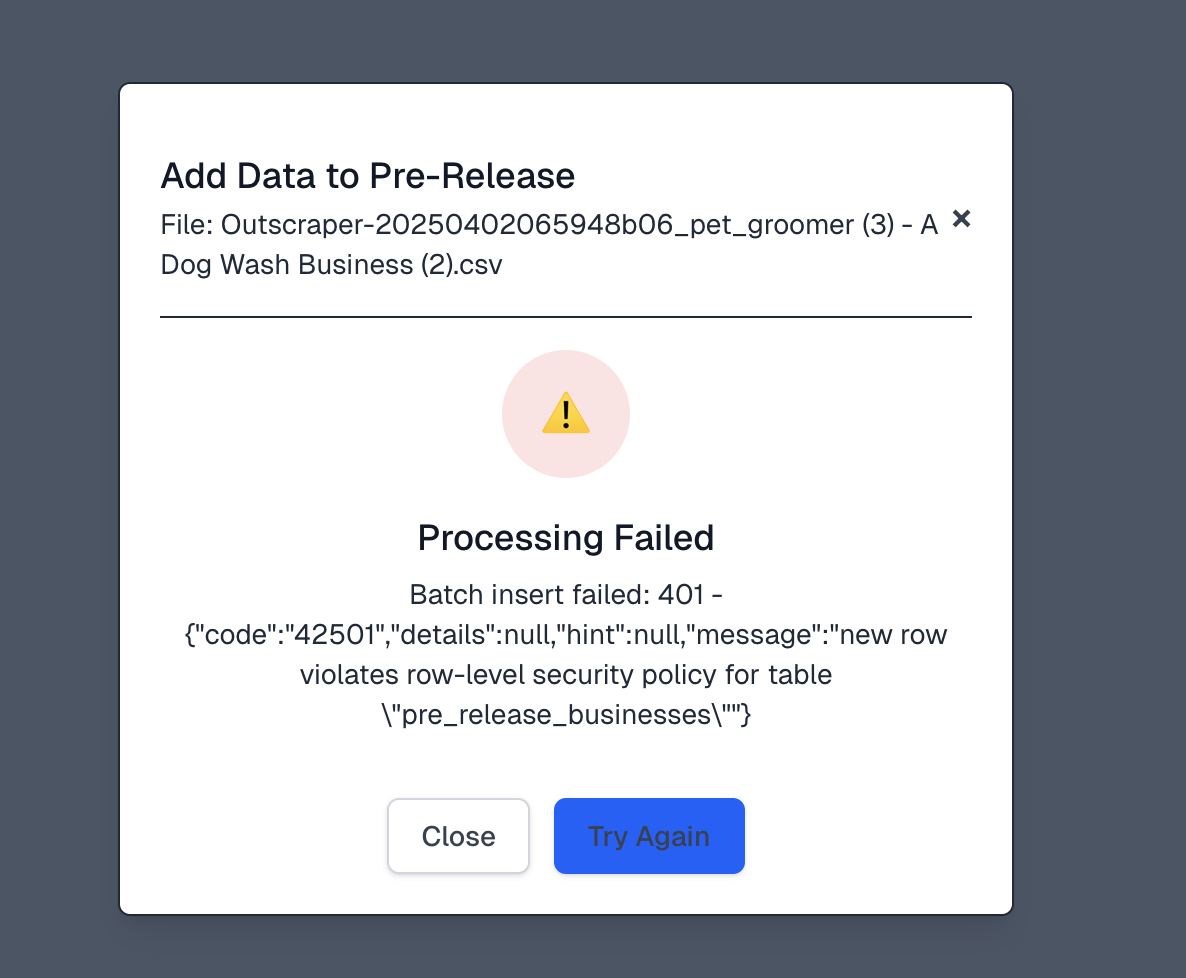 Add Data to Pre-Release
File: Outscraper-20250402065948b06_pet_groomer (3) - A
Dog Wash Business (2).csv
Processing Failed
Batch insert failed: 401 -
{"code":"42501","details":null,"hint":null,"message":"new row
violates row-level security policy for table
\"pre_release_businesses\""}
Close
Try Again